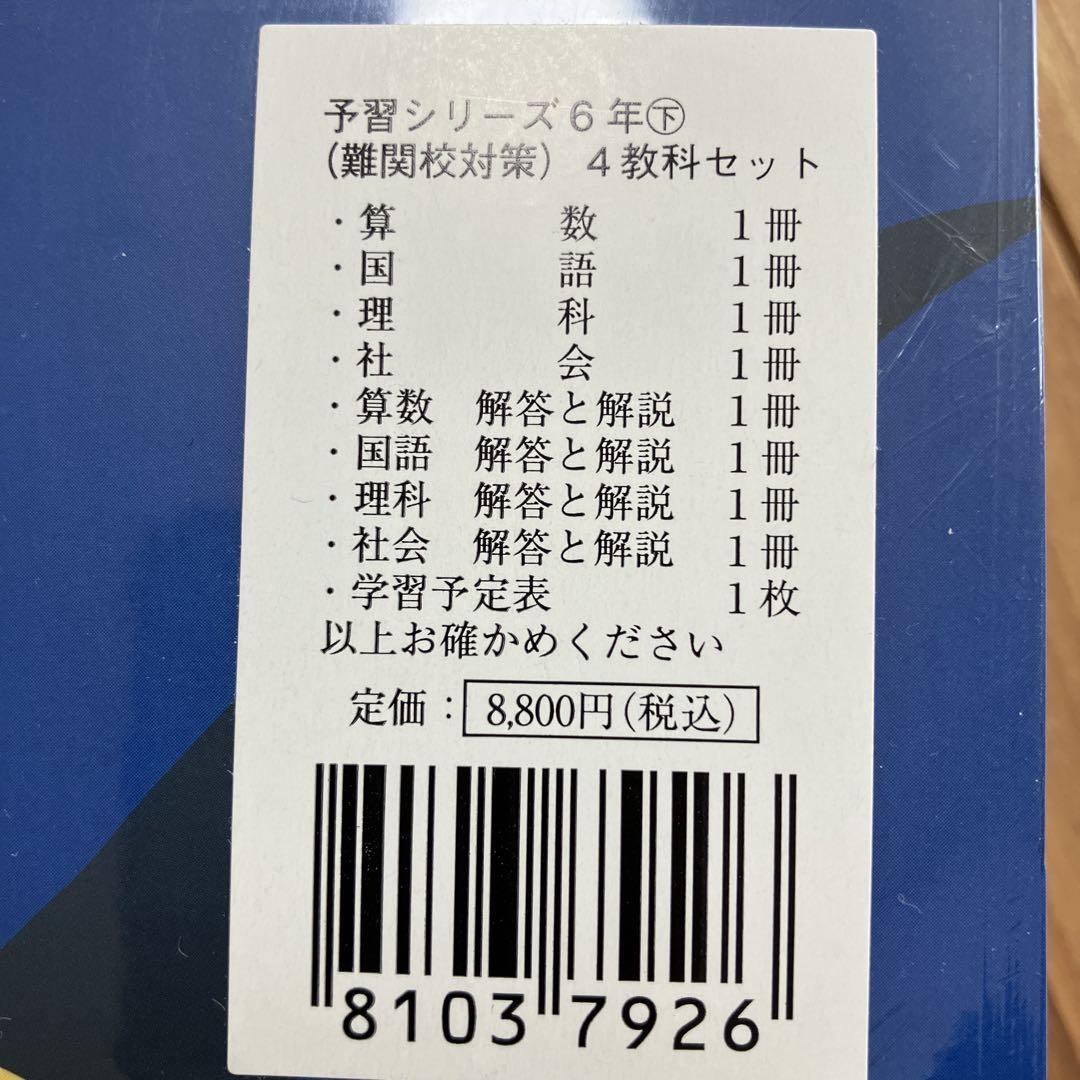 予習シリーズ6年㊦
(難関校対策) 4教科セット
・算数 1冊
・国語 1冊
・理科 1冊
・社会 1冊
・算数 解答と解説 1冊
・国語 解答と解説 1冊
・理科 解答と解説 1冊
・社会 解答と解説 1冊
・学習予定表 1枚
以上お確かめください
定価：8,800円(税込)
8103 7926